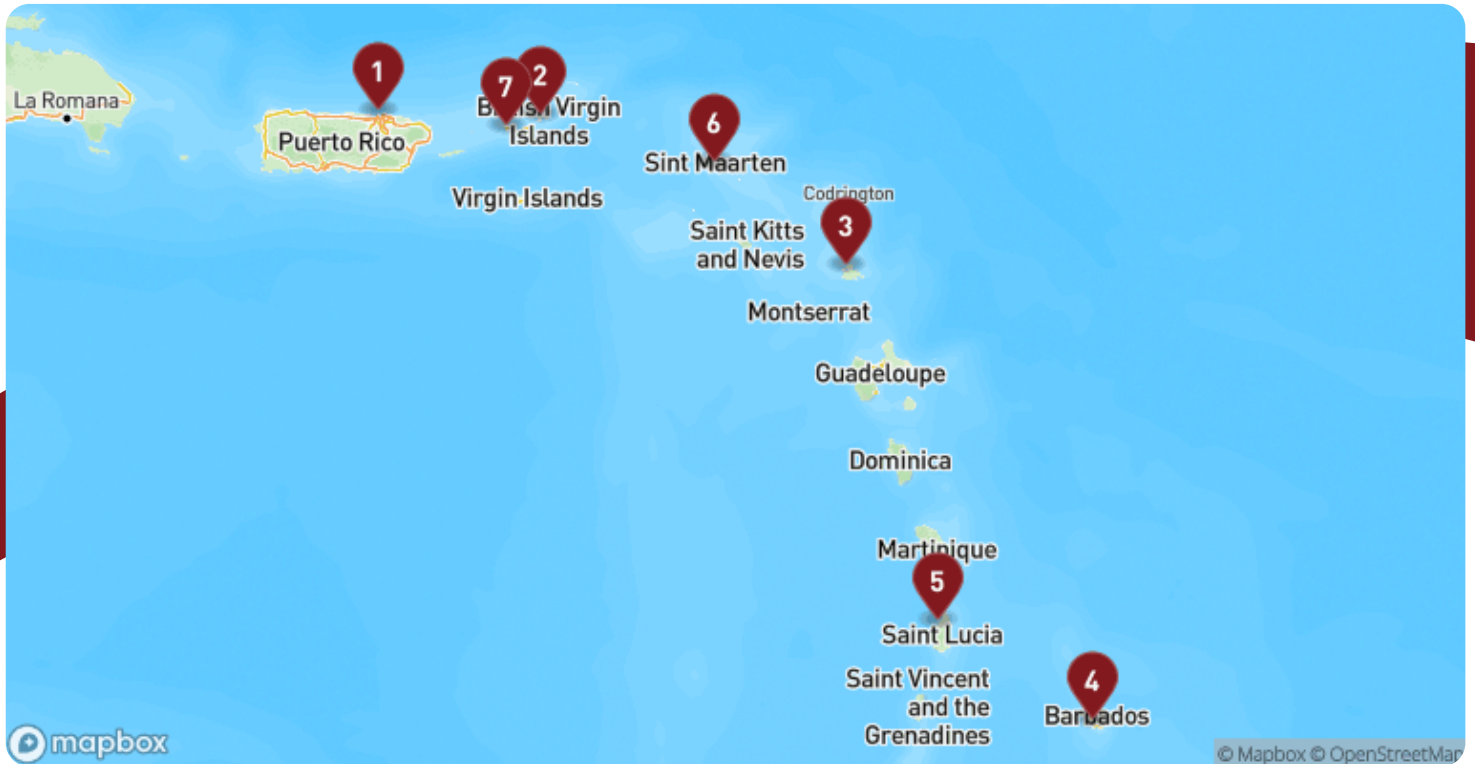 1
2
7
La Romana
British Virgin
Islands
Puerto Rico
6
Sint Maarten
Virgin Islands
Codrington
3
Saint Kitts
and Nevis
Montserrat
Guadeloupe
Dominica
Martinique
5
Saint Lucia
Saint Vincent
and the
Grenadines
4
Barbados
mapbox
© Mapbox © OpenStreetMap